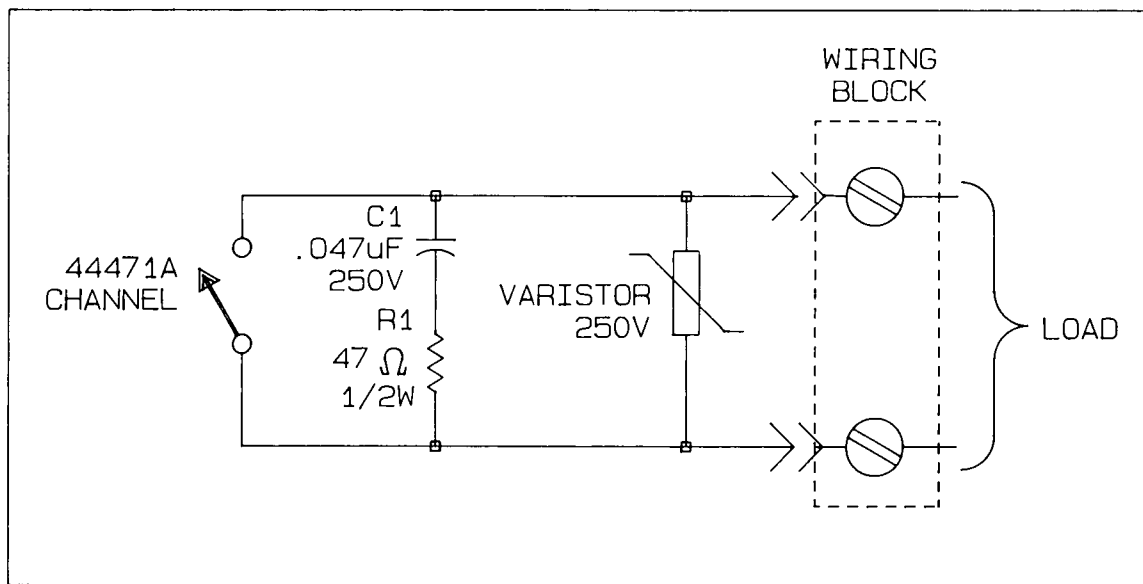 WIRING
BLOCK
C1
.047uF
250V
44471A
CHANNEL
VARISTOR
250V
R1
47 Ω
1/2W
LOAD